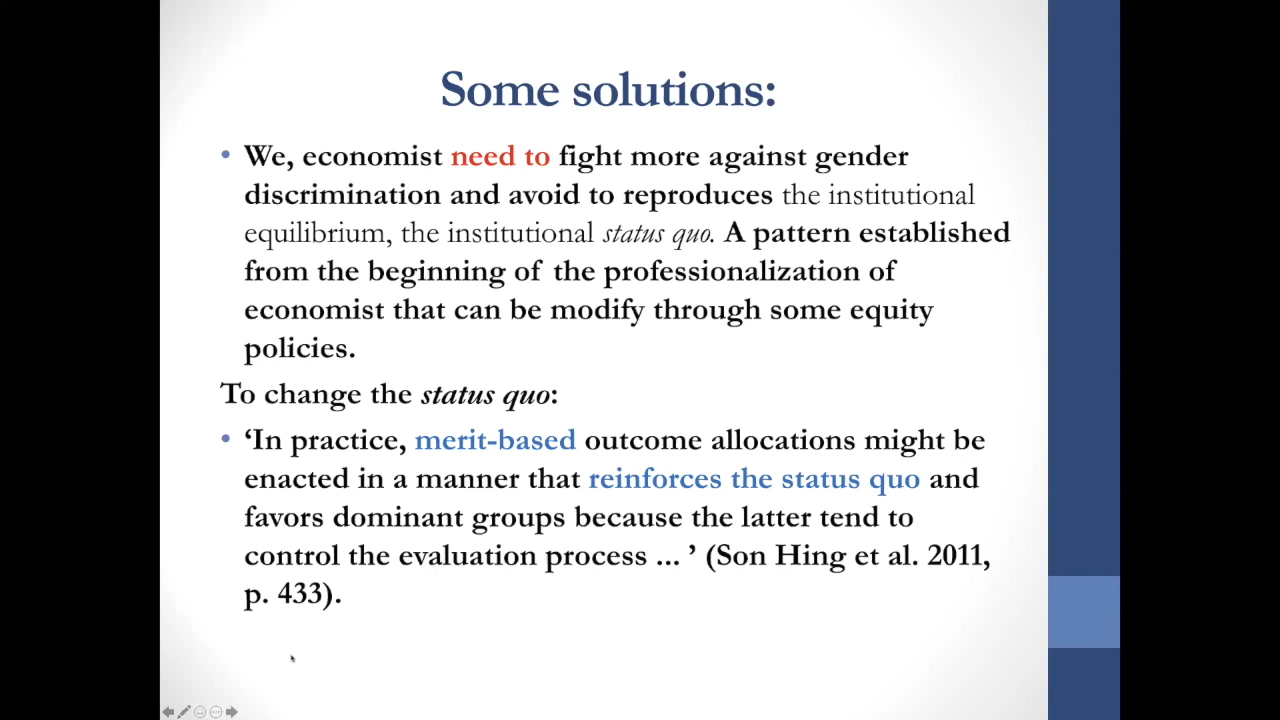 Some solutions:
• We, economist need to fight more against gender
discrimination and avoid to reproduces the institutional
equilibrium, the institutional status quo. A pattern established
from the beginning of the professionalization of
economist that can be modify through some equity
policies.
To change the status quo:
• ‘In practice, merit-based outcome allocations might be
enacted in a manner that reinforces the status quo and
favors dominant groups because the latter tend to
control the evaluation process ... ’ (Son Hing et al. 2011,
p. 433).